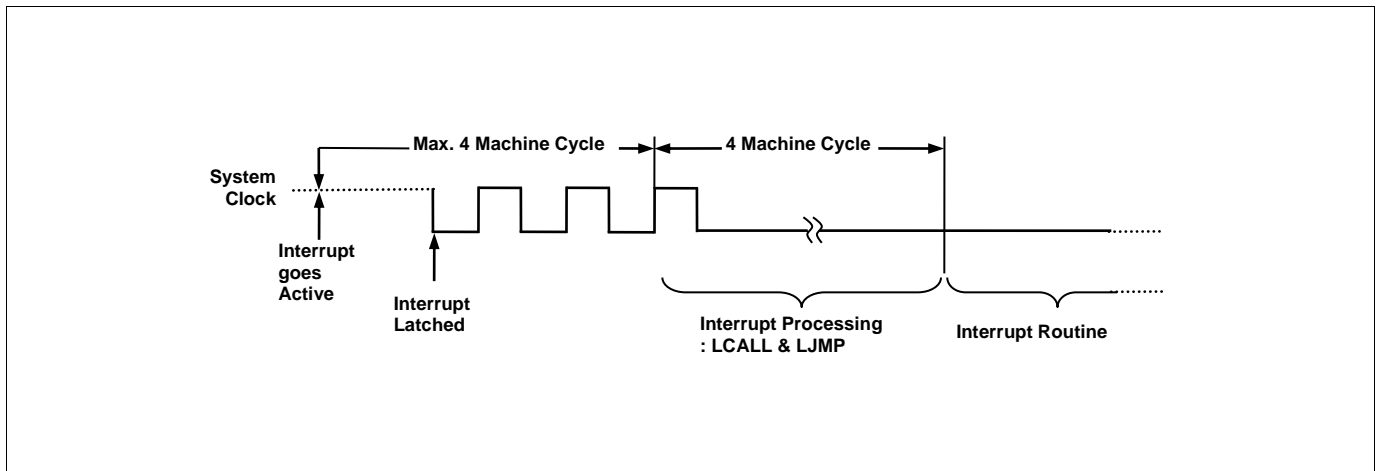 Max. 4 Machine Cycle
4 Machine Cycle
System
Clock
Interrupt
goes
Active
Interrupt
Latched
Interrupt Processing
: LCALL & LJMP
Interrupt Routine